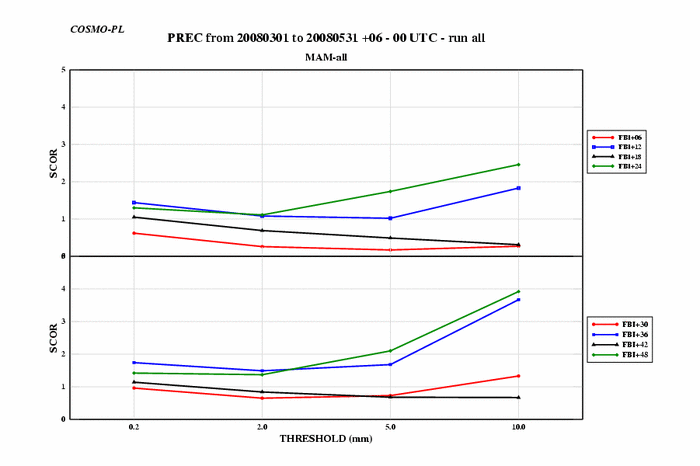 COSMO-PL
PREC from 20080301 to 20080531 +06 - 00 UTC - run all
MAM-all
5
4
3
2
1
SCOR
FBI+06
FBI+12
FBI+18
FBI+24
4
3
2
1
0
SCOR
FBI+30
FBI+36
FBI+42
FBI+48
0.2
2.0
5.0
10.0
THRESHOLD (mm)